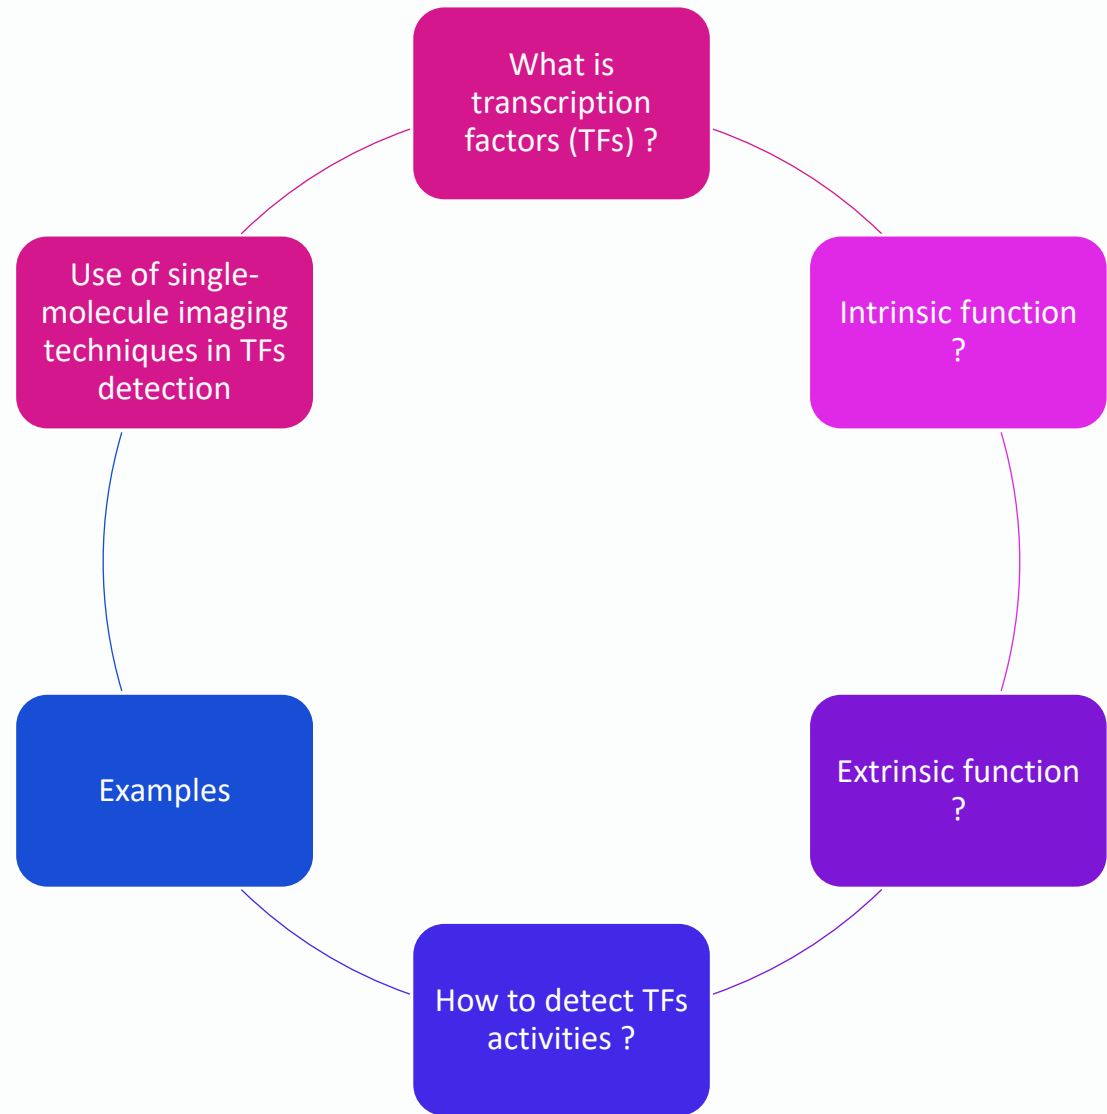 What is
transcription
factors (TFs) ?
Intrinsic function
?
Extrinsic function
?
How to detect TFs
activities ?
Examples
Use of single-
molecule imaging
techniques in TFs
detection